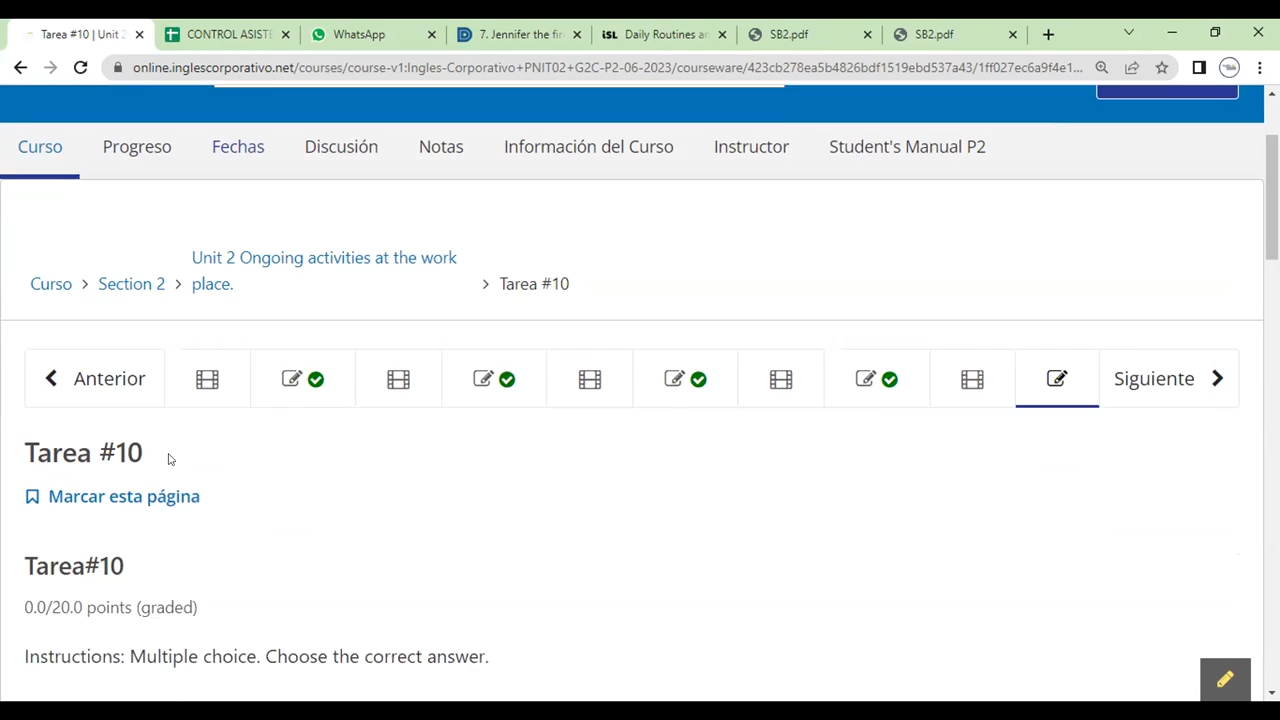 Tarea #10 | Unit 2
CONTROL ASISTE
WhatsApp
7. Jennifer the fir
iSL Daily Routines a
SB2.pdf
SB2.pdf
online.inglescorporativo.net/courses/course-v1:Ingles-Corporativo+PNIT02+G2C-P2-06-2023/courseware/423cb278ea5b4826bdf1519ebd537a43/1ff027ec6a9f4e1...
Curso Progreso Fechas Discusión Notas Información del Curso Instructor Student's Manual P2
Unit 2 Ongoing activities at the work
Curso > Section 2 > place. > Tarea #10
Anterior
Siguiente
Tarea #10
Marcar esta página
Tarea#10
0.0/20.0 points (graded)
Instructions: Multiple choice. Choose the correct answer.